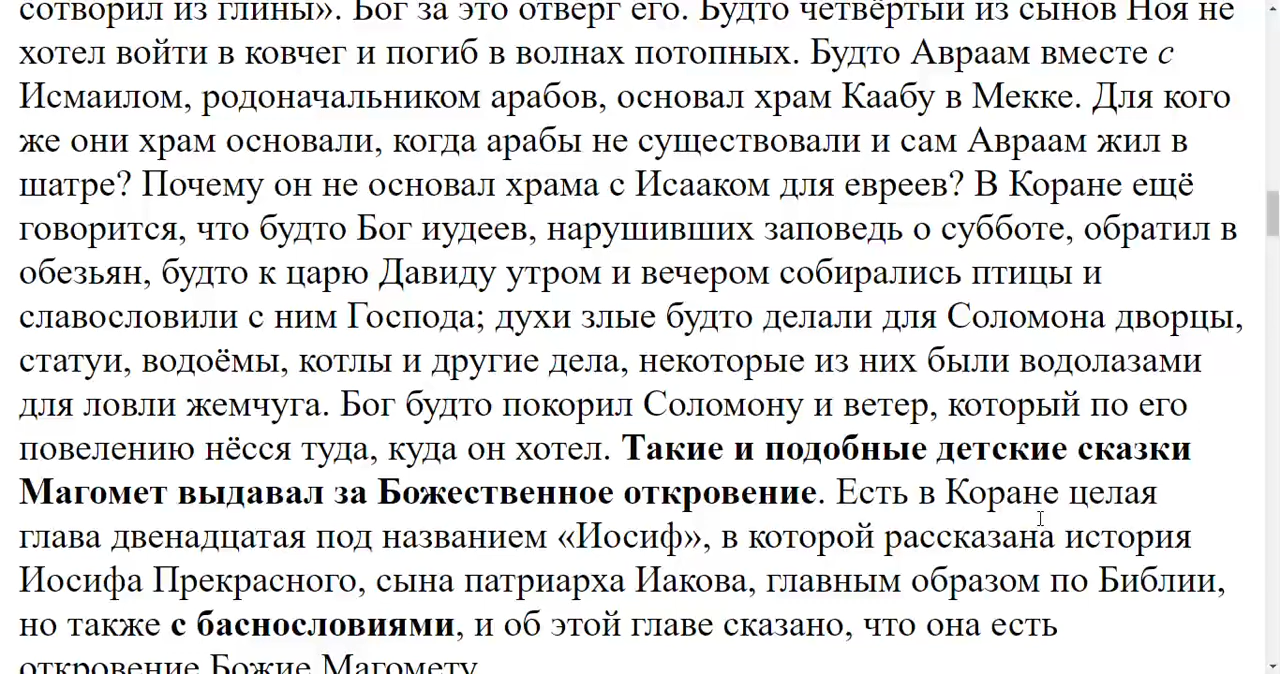 сотворил из глины». Бог за это отверг его. Будто четвёртый из сынов Ноя не
хотел войти в ковчег и погиб в волнах потопных. Будто Авраам вместе с
Исмаилом, родоначальником арабов, основал храм Каабу в Мекке. Для кого
же они храм основали, когда арабы не существовали и сам Авраам жил в
шатре? Почему он не основал храма с Исааком для евреев? В Коране ещё
говорится, что будто Бог иудеев, нарушивших заповедь о субботе, обратил в
обезьян, будто к царю Давиду утром и вечером собирались птицы и
славословили с ним Господа; духи злые будто делали для Соломона дворцы,
статуи, водоёмы, котлы и другие дела, некоторые из них были водолазами
для ловли жемчуга. Бог будто покорил Соломону и ветер, который по его
повелению нёсся туда, куда он хотел. Такие и подобные детские сказки
Магомет выдавал за Божественное откровение. Есть в Коране целая
глава двенадцатая под названием «Иосиф», в которой рассказана история
Иосифа Прекрасного, сына патриарха Иакова, главным образом по Библии,
но также с баснословиями, и об этой главе сказано, что она есть
откровение Божие Магомету.